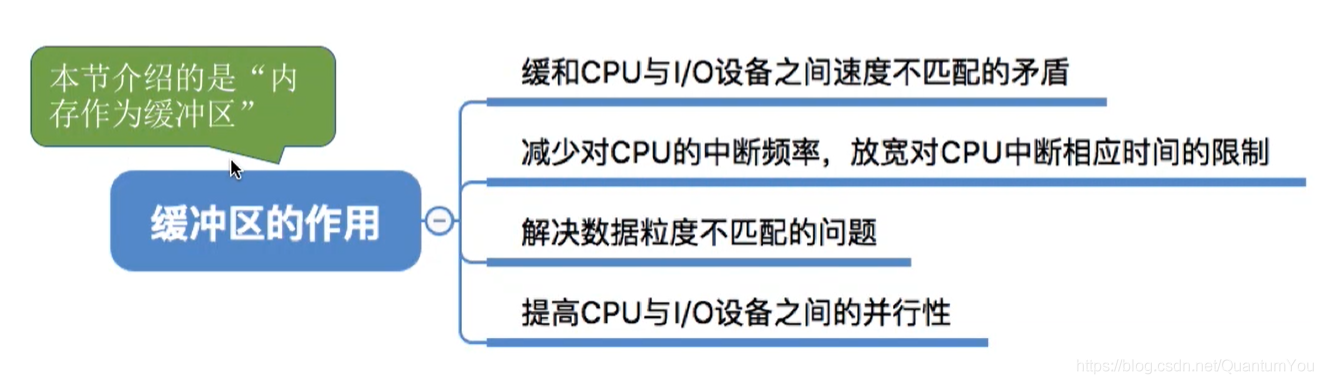 本节介绍的是“内
存作为缓冲区”
缓冲区的作用
缓和CPU与I/O设备之间速度不匹配的矛盾
减少对CPU的中断频率，放宽对CPU中断相应时间的限制
解决数据粒度不匹配的问题
提高CPU与I/O设备之间的并行性
https://blog.csdn.net/QuantumYou